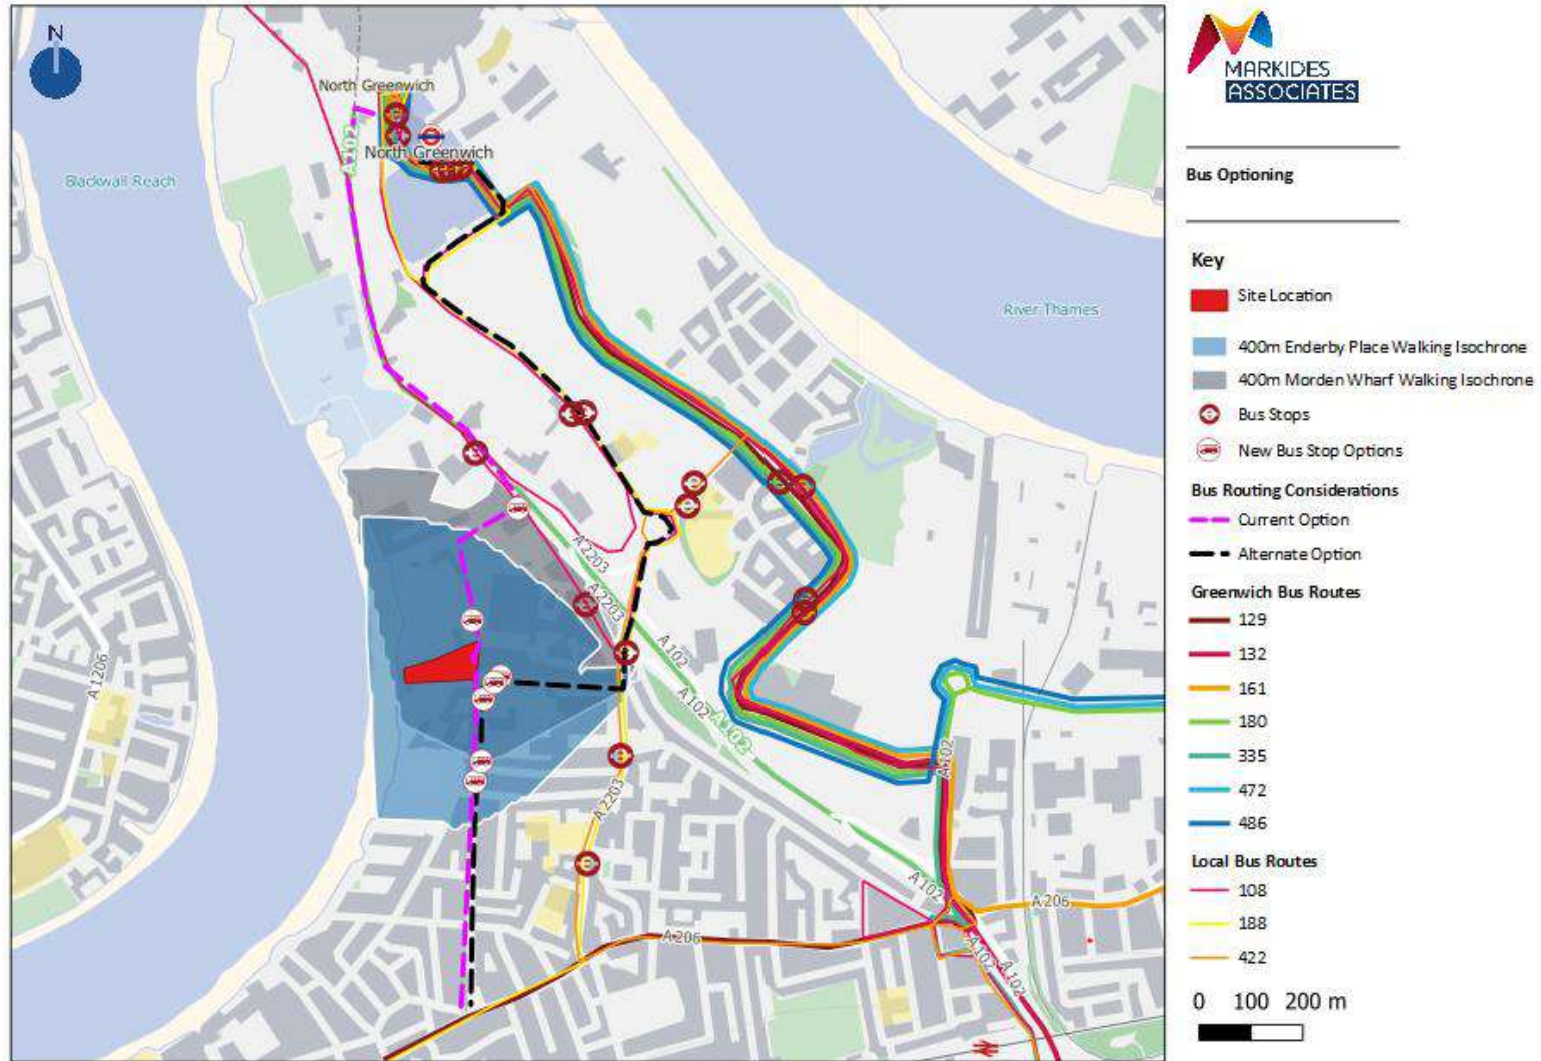 N
North Greenwich
A102
North Greenwich
Blackwall Reach
River Thames
A2203
A2203
A102
A102
A102
A1206
A2203
A102
A102
A206
A206
A102
A102
MARKIDES
ASSOCIATES
Bus Optioning
Key
Site Location
400m Enderby Place Walking Isochrone
400m Morden Wharf Walking Isochrone
Bus Stops
New Bus Stop Options
Bus Routing Considerations
Current Option
Alternate Option
Greenwich Bus Routes
129
132
161
180
335
472
486
Local Bus Routes
108
188
422
0 100 200 m